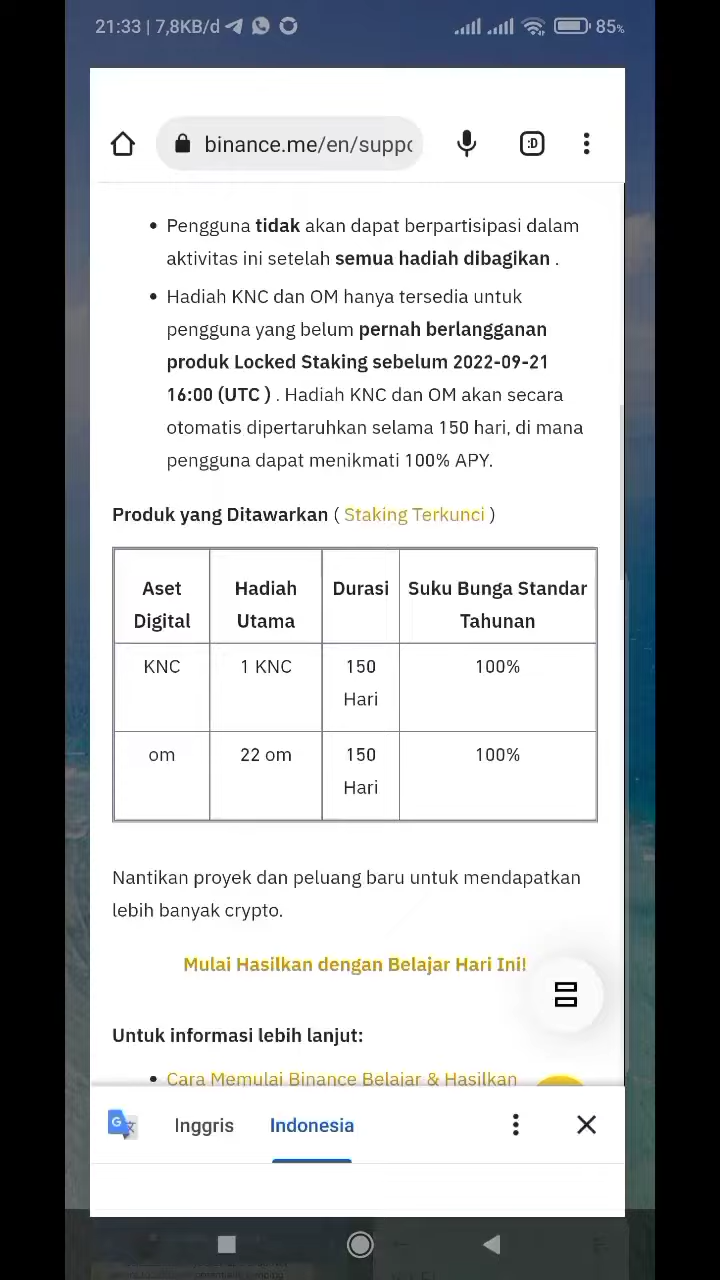 21:33 | 7,8KB/d
85%
binance.me/en/suppo
:D
• Pengguna tidak akan dapat berpartisipasi dalam
aktivitas ini setelah semua hadiah dibagikan .
• Hadiah KNC dan OM hanya tersedia untuk
pengguna yang belum pernah berlangganan
produk Locked Staking sebelum 2022-09-21
16:00 (UTC ) . Hadiah KNC dan OM akan secara
otomatis dipertaruhkan selama 150 hari, di mana
pengguna dapat menikmati 100% APY.
Produk yang Ditawarkan ( Staking Terkunci )
Aset Digital
Hadiah Utama
Durasi
Suku Bunga Standar Tahunan
KNC
1 KNC
150 Hari
100%
om
22 om
150 Hari
100%
Nantikan proyek dan peluang baru untuk mendapatkan
lebih banyak crypto.
Mulai Hasilkan dengan Belajar Hari Ini!
Untuk informasi lebih lanjut:
• Cara Memulai Binance Belajar & Hasilkan
Inggris
Indonesia